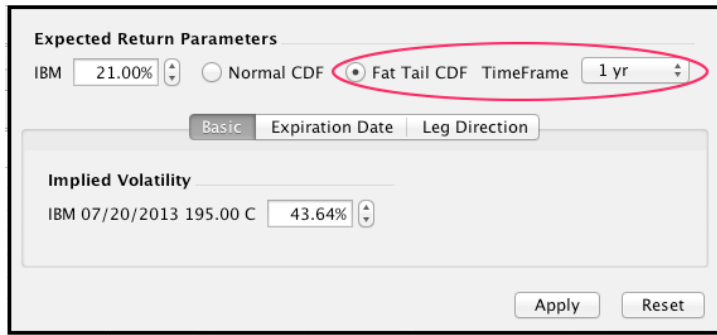 Expected Return Parameters
IBM 21.00% Normal CDF Fat Tail CDF TimeFrame 1 yr
Basic Expiration Date Leg Direction
Implied Volatility
IBM 07/20/2013 195.00 C 43.64%
Apply Reset